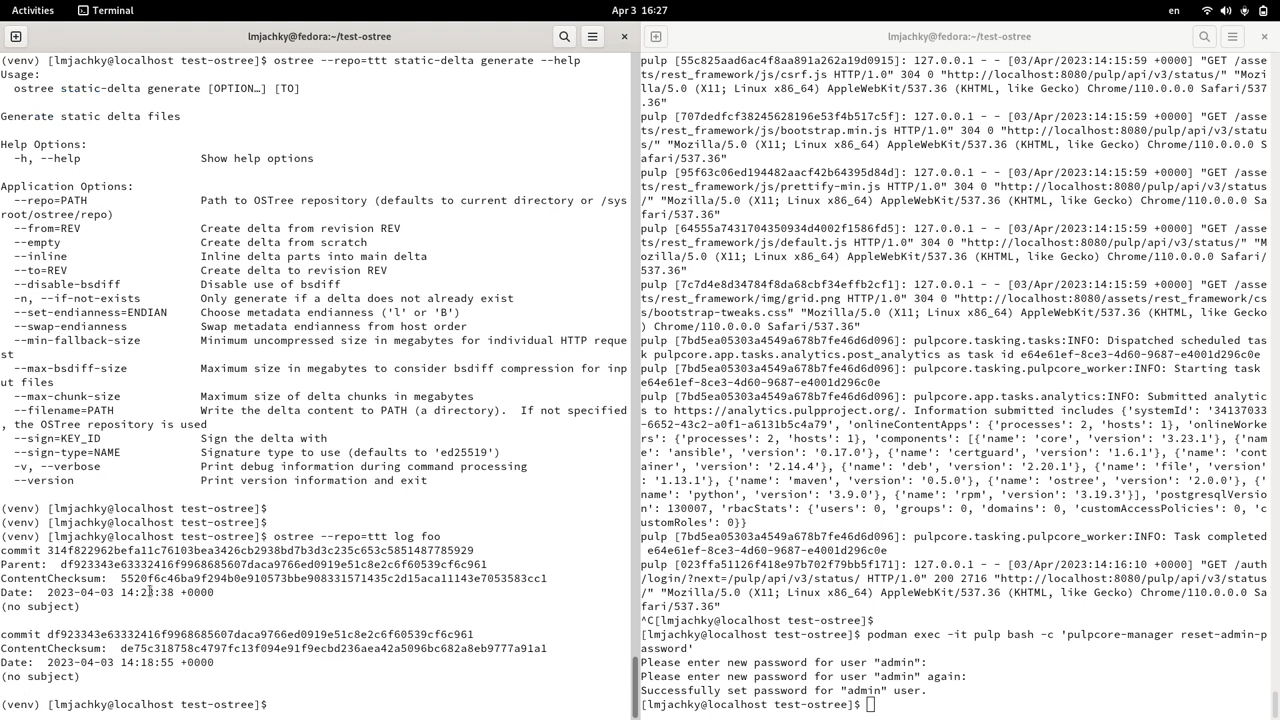 Activities Terminal Apr 3 16:27 en
lmjachky@fedora:~/test-ostree
(venv) [lmjachky@localhost test-ostree]$ ostree --repo=ttt static-delta generate --help
Usage:
  ostree static-delta generate [OPTION…] [TO]
Generate static delta files
Help Options:
  -h, --help                Show help options
Application Options:
  --repo=PATH               Path to OSTree repository (defaults to current directory or /sys
root/ostree/repo)
  --from=REV                Create delta from revision REV
  --empty                   Create delta from scratch
  --inline                  Inline delta parts into main delta
  --to=REV                  Create delta to revision REV
  --disable-bsdiff          Disable use of bsdiff
  -n, --if-not-exists       Only generate if a delta does not already exist
  --set-endianness=ENDIAN   Choose metadata endianness ('l' or 'B')
  --swap-endianness         Swap metadata endianness from host order
  --min-fallback-size       Minimum uncompressed size in megabytes for individual HTTP reque
st
  --max-bsdiff-size         Maximum size in megabytes to consider bsdiff compression for inp
ut files
  --max-chunk-size          Maximum size of delta chunks in megabytes
  --filename=PATH           Write the delta content to PATH (a directory).  If not specified
, the OSTree repository is used
  --sign=KEY_ID             Sign the delta with
  --sign-type=NAME          Signature type to use (defaults to 'ed25519')
  -v, --verbose             Print debug information during command processing
  --version                 Print version information and exit
(venv) [lmjachky@localhost test-ostree]$
(venv) [lmjachky@localhost test-ostree]$
(venv) [lmjachky@localhost test-ostree]$ ostree --repo=ttt log foo
commit 314f822962befa11c76103bea3426cb2938bd7b3d3c235c653c5851487785929
Parent:  df923343e63332416f9968685607daca9766ed0919e51c8e2c6f60539cf6c961
ContentChecksum:  5520f6c46ba9f294b0e910573bbe908331571435c2d15aca11143e7053583cc1
Date:  2023-04-03 14:23:38 +0000
(no subject)
commit df923343e63332416f9968685607daca9766ed0919e51c8e2c6f60539cf6c961
ContentChecksum:  de75c318758c4797fc13f094e91f9ecbd236aea42a5096bc682a8eb9777a91a1
Date:  2023-04-03 14:18:55 +0000
(no subject)
(venv) [lmjachky@localhost test-ostree]$
lmjachky@fedora:~/test-ostree
pulp [55c825aad6ac4f8aa891a262a19d0915]: 127.0.0.1 - - [03/Apr/2023:14:15:59 +0000] "GET /asse
ts/rest_framework/js/csrf.js HTTP/1.0" 304 0 "http://localhost:8080/pulp/api/v3/status/" "Mozi
lla/5.0 (X11; Linux x86_64) AppleWebKit/537.36 (KHTML, like Gecko) Chrome/110.0.0.0 Safari/537
.36"
pulp [707dedfcf38245628196e53f4b517c5f]: 127.0.0.1 - - [03/Apr/2023:14:15:59 +0000] "GET /asse
ts/rest_framework/js/bootstrap.min.js HTTP/1.0" 304 0 "http://localhost:8080/pulp/api/v3/statu
s/" "Mozilla/5.0 (X11; Linux x86_64) AppleWebKit/537.36 (KHTML, like Gecko) Chrome/110.0.0.0 S
afari/537.36"
pulp [95f63c06ed194482aacf42b64395d84d]: 127.0.0.1 - - [03/Apr/2023:14:15:59 +0000] "GET /asse
ts/rest_framework/js/prettify-min.js HTTP/1.0" 304 0 "http://localhost:8080/pulp/api/v3/status
/" "Mozilla/5.0 (X11; Linux x86_64) AppleWebKit/537.36 (KHTML, like Gecko) Chrome/110.0.0.0 Sa
fari/537.36"
pulp [64555a7431704350934d4002f1586fd5]: 127.0.0.1 - - [03/Apr/2023:14:15:59 +0000] "GET /asse
ts/rest_framework/js/default.js HTTP/1.0" 304 0 "http://localhost:8080/pulp/api/v3/status/" "M
ozilla/5.0 (X11; Linux x86_64) AppleWebKit/537.36 (KHTML, like Gecko) Chrome/110.0.0.0 Safari/
537.36"
pulp [7c7d4e8d34784f8da68cbf34effb2cf1]: 127.0.0.1 - - [03/Apr/2023:14:15:59 +0000] "GET /asse
ts/rest_framework/img/grid.png HTTP/1.0" 304 0 "http://localhost:8080/assets/rest_framework/cs
s/bootstrap-tweaks.css" "Mozilla/5.0 (X11; Linux x86_64) AppleWebKit/537.36 (KHTML, like Gecko
) Chrome/110.0.0.0 Safari/537.36"
pulp [7bd5ea05303a4549a678b7fe46d6d096]: pulpcore.tasking.tasks:INFO: Dispatched scheduled tas
k pulpcore.app.tasks.analytics.post_analytics as task id e64e61ef-8ce3-4d60-9687-e4001d296c0e
pulp [7bd5ea05303a4549a678b7fe46d6d096]: pulpcore.tasking.pulpcore_worker:INFO: Starting task 
e64e61ef-8ce3-4d60-9687-e4001d296c0e
pulp [7bd5ea05303a4549a678b7fe46d6d096]: pulpcore.app.tasks.analytics:INFO: Submitted analytic
s to https://analytics.pulpproject.org/. Information submitted includes {'systemId': '34137033
-6652-43c2-a0f1-a6131b5c4a79', 'onlineContentApps': {'processes': 2, 'hosts': 1}, 'onlineWorke
rs': {'processes': 2, 'hosts': 1}, 'components': [{'name': 'core', 'version': '3.23.1'}, {'nam
e': 'ansible', 'version': '0.17.0'}, {'name': 'certguard', 'version': '1.6.1'}, {'name': 'cont
ainer', 'version': '2.14.4'}, {'name': 'deb', 'version': '2.20.1'}, {'name': 'file', 'version'
: '1.13.1'}, {'name': 'maven', 'version': '0.5.0'}, {'name': 'ostree', 'version': '2.0.0'}, {'
name': 'python', 'version': '3.9.0'}, {'name': 'rpm', 'version': '3.19.3'}], 'postgresqlVersio
n': 130007, 'rbacStats': {'users': 0, 'groups': 0, 'domains': 0, 'customAccessPolicies': 0, 'c
ustomRoles': 0}}
pulp [7bd5ea05303a4549a678b7fe46d6d096]: pulpcore.tasking.pulpcore_worker:INFO: Task completed
 e64e61ef-8ce3-4d60-9687-e4001d296c0e
pulp [023ffa51126f418e97b702f79bb5f171]: 127.0.0.1 - - [03/Apr/2023:14:16:10 +0000] "GET /auth
/login/?next=/pulp/api/v3/status/ HTTP/1.0" 200 2716 "http://localhost:8080/pulp/api/v3/status
/" "Mozilla/5.0 (X11; Linux x86_64) AppleWebKit/537.36 (KHTML, like Gecko) Chrome/110.0.0.0 Sa
fari/537.36"
^C[lmjachky@localhost test-ostree]$
[lmjachky@localhost test-ostree]$ podman exec -it pulp bash -c 'pulpcore-manager reset-admin-p
assword'
Please enter new password for user "admin":
Please enter new password for user "admin" again:
Successfully set password for "admin" user.
[lmjachky@localhost test-ostree]$